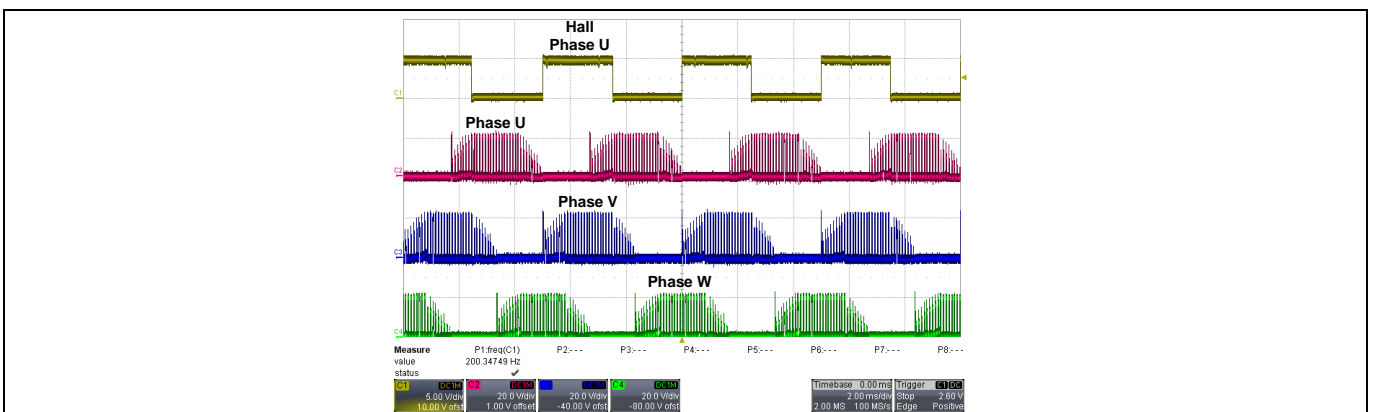 Hall
Phase U
C1
Phase U
C2
Phase V
C3
Phase W
C4
Measure P1:freq(C1) P2:- - - P3:- - - P4:- - - P5:- - - P6:- - - P7:- - - P8:- - -
value 200.34749 Hz
status ✓
C1 DC1M C2 DC1M DC1M C4 DC1M Timebase 0.00 ms Trigger C1 DC
5.00 V/div 20.0 V/div 20.0 V/div 20.0 V/div 2.00 ms/div Stop 2.60 V
10.00 V ofst 1.00 V offset -40.00 V ofst -80.00 V ofst 2.00 MS 100 MS/s Edge Positive